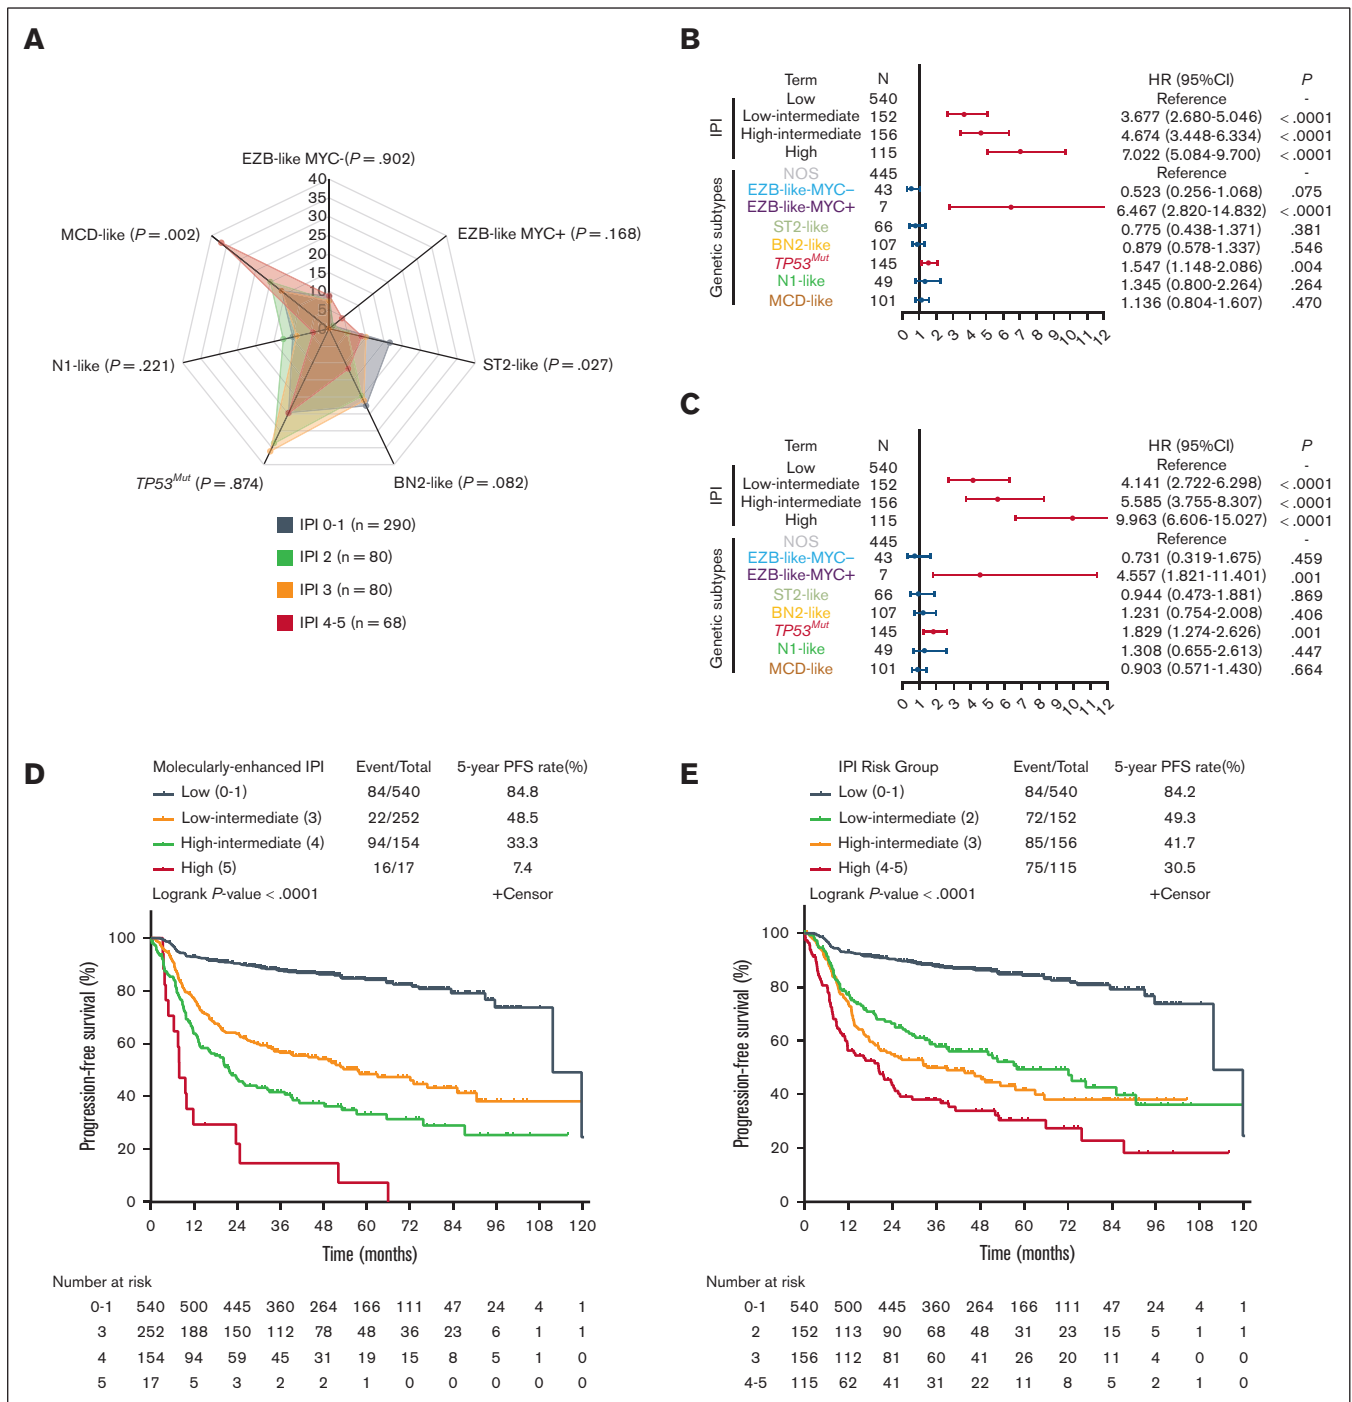 A
EZB-like MYC-(P = .902)
40
35
30
25
20
15
10
5
0
MCD-like (P = .002)
EZB-like MYC+ (P = .168)
N1-like (P = .221)
ST2-like (P = .027)
TP53Mut (P = .874)
BN2-like (P = .082)
IPI 0-1 (n = 290)
IPI 2 (n = 80)
IPI 3 (n = 80)
IPI 4-5 (n = 68)
B
Term N HR (95%CI) P
IPI
Low 540 Reference -
Low-intermediate 152 3.677 (2.680-5.046) < .0001
High-intermediate 156 4.674 (3.448-6.334) < .0001
High 115 7.022 (5.084-9.700) < .0001
Genetic subtypes
NOS 445 Reference -
EZB-like-MYC− 43 0.523 (0.256-1.068) .075
EZB-like-MYC+ 7 6.467 (2.820-14.832) < .0001
ST2-like 66 0.775 (0.438-1.371) .381
BN2-like 107 0.879 (0.578-1.337) .546
TP53Mut 145 1.547 (1.148-2.086) .004
N1-like 49 1.345 (0.800-2.264) .264
MCD-like 101 1.136 (0.804-1.607) .470
0 1 2 3 4 5 6 7 8 9 10 11 12
C
Term N HR (95%CI) P
IPI
Low 540 Reference -
Low-intermediate 152 4.141 (2.722-6.298) < .0001
High-intermediate 156 5.585 (3.755-8.307) < .0001
High 115 9.963 (6.606-15.027) < .0001
Genetic subtypes
NOS 445 Reference -
EZB-like-MYC− 43 0.731 (0.319-1.675) .459
EZB-like-MYC+ 7 4.557 (1.821-11.401) .001
ST2-like 66 0.944 (0.473-1.881) .869
BN2-like 107 1.231 (0.754-2.008) .406
TP53Mut 145 1.829 (1.274-2.626) .001
N1-like 49 1.308 (0.655-2.613) .447
MCD-like 101 0.903 (0.571-1.430) .664
0 1 2 3 4 5 6 7 8 9 10 11 12
D
Molecularly-enhanced IPI Event/Total 5-year PFS rate(%)
Low (0-1) 84/540 84.8
Low-intermediate (3) 22/252 48.5
High-intermediate (4) 94/154 33.3
High (5) 16/17 7.4
Logrank P-value < .0001 +Censor
Progression-free survival (%)
100
80
60
40
20
0
0 12 24 36 48 60 72 84 96 108 120
Time (months)
Number at risk
0-1 540 500 445 360 264 166 111 47 24 4 1
3 252 188 150 112 78 48 36 23 6 1 1
4 154 94 59 45 31 19 15 8 5 1 0
5 17 5 3 2 2 1 0 0 0 0 0
E
IPI Risk Group Event/Total 5-year PFS rate(%)
Low (0-1) 84/540 84.2
Low-intermediate (2) 72/152 49.3
High-intermediate (3) 85/156 41.7
High (4-5) 75/115 30.5
Logrank P-value < .0001 +Censor
Progression-free survival (%)
100
80
60
40
20
0
0 12 24 36 48 60 72 84 96 108 120
Time (months)
Number at risk
0-1 540 500 445 360 264 166 111 47 24 4 1
2 152 113 90 68 48 31 23 15 5 1 1
3 156 112 81 60 41 26 20 11 4 0 0
4-5 115 62 41 31 22 11 8 5 2 1 0